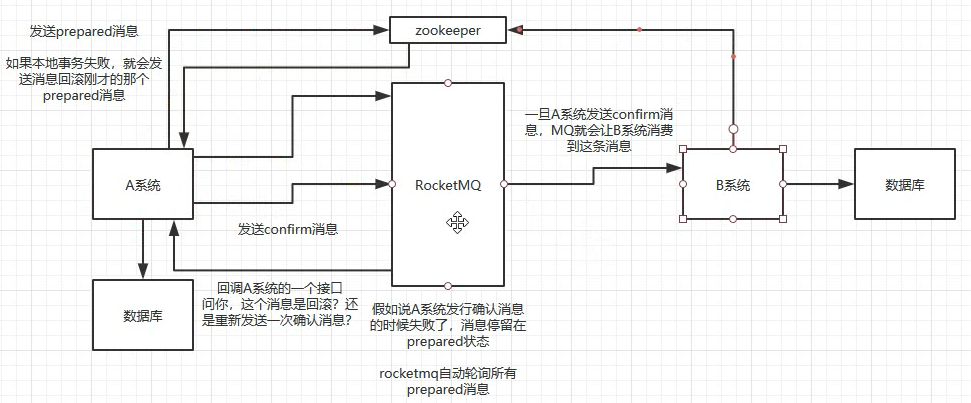 发送prepared消息
zookeeper
如果本地事务失败，就会发
送消息回滚刚才的那个
prepared消息
一旦A系统发送confirm消
息，MQ就会让B系统消费
到这条消息
A系统
RocketMQ
B系统
数据库
发送confirm消息
回调A系统的一个接口
问你，这个消息是回滚？还
是重新发送一次确认消息？
数据库
假如说A系统发行确认消息
的时候失败了，消息停留在
prepared状态
rocketmq自动轮询所有
prepared消息